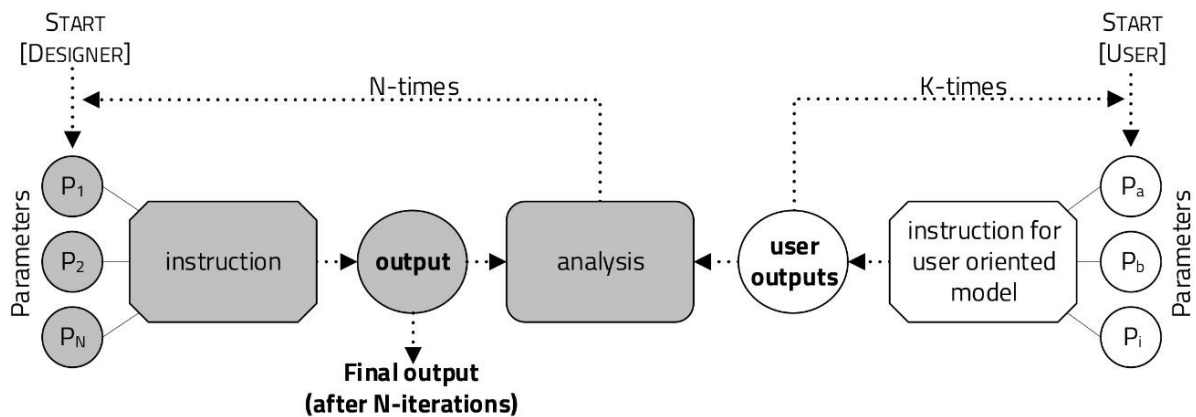 START
[DESIGNER]
START
[USER]
N-times
K-times
Parameters
P1
P2
PN
instruction
output
analysis
user
outputs
instruction for
user oriented
model
Pa
Pb
Pi
Parameters
Final output
(after N-iterations)